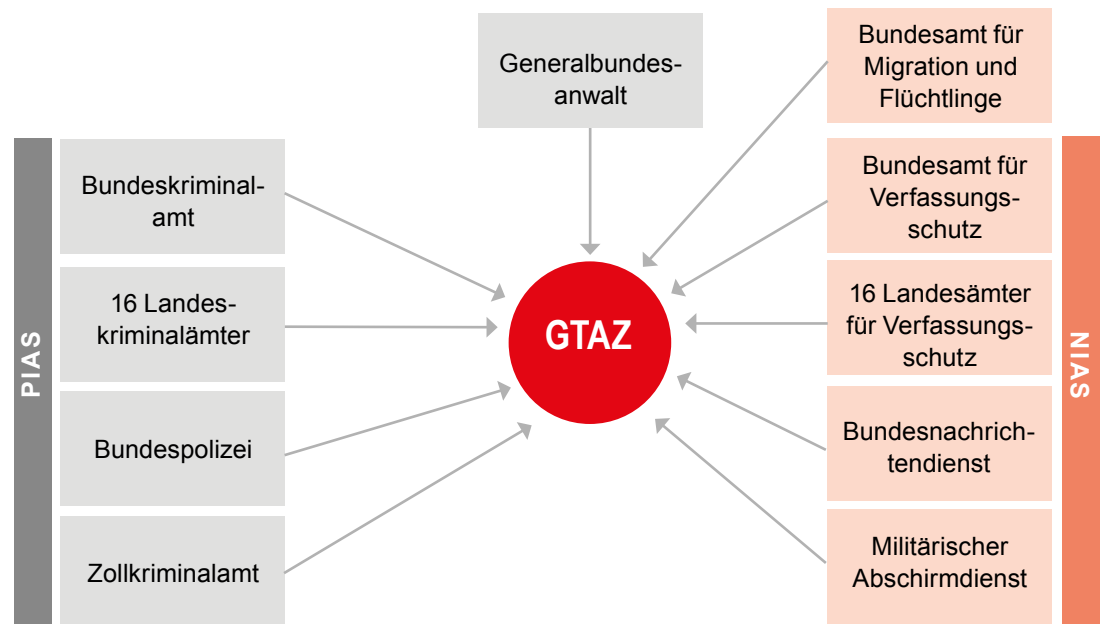 Generalbundes-
anwalt
Bundesamt für
Migration und
Flüchtlinge
PIAS
Bundeskriminal-
amt
16 Landes-
kriminalämter
Bundespolizei
Zollkriminalamt
GTAZ
Bundesamt für
Verfassungs-
schutz
16 Landesämter
für Verfassungs-
schutz
Bundesnachrich-
tendienst
Militärischer
Abschirmdienst
NIAS